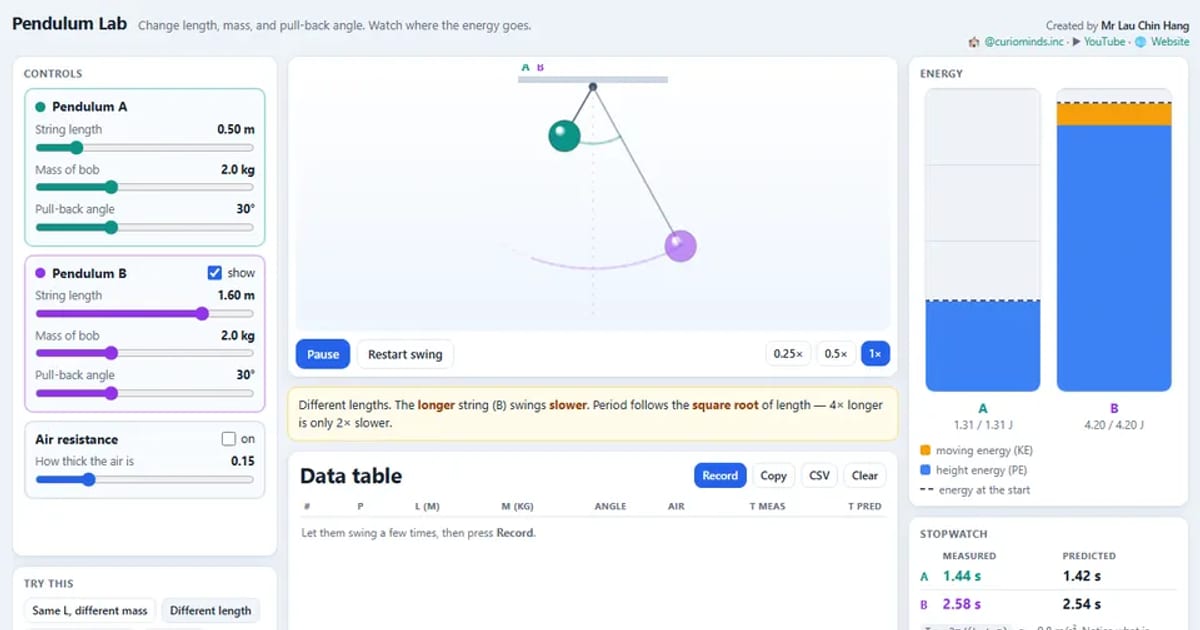 Pendulum Lab Change length, mass, and pull-back angle. Watch where the energy goes.
Created by Mr Lau Chin Hang
@curiominds.inc · ▶ YouTube · Website
CONTROLS
Pendulum A
String length 0.50 m
Mass of bob 2.0 kg
Pull-back angle 30°
Pendulum B show
String length 1.60 m
Mass of bob 2.0 kg
Pull-back angle 30°
Air resistance on
How thick the air is 0.15
TRY THIS
Same L, different mass Different length
A B
Pause Restart swing 0.25× 0.5× 1×
Different lengths. The longer string (B) swings slower. Period follows the square root of length — 4× longer
is only 2× slower.
Data table Record Copy CSV Clear
# P L (M) M (KG) ANGLE AIR T MEAS T PRED
Let them swing a few times, then press Record.
ENERGY
A B
1.31 / 1.31 J 4.20 / 4.20 J
moving energy (KE)
height energy (PE)
energy at the start
STOPWATCH
MEASURED PREDICTED
A 1.44 s 1.42 s
B 2.58 s 2.54 s